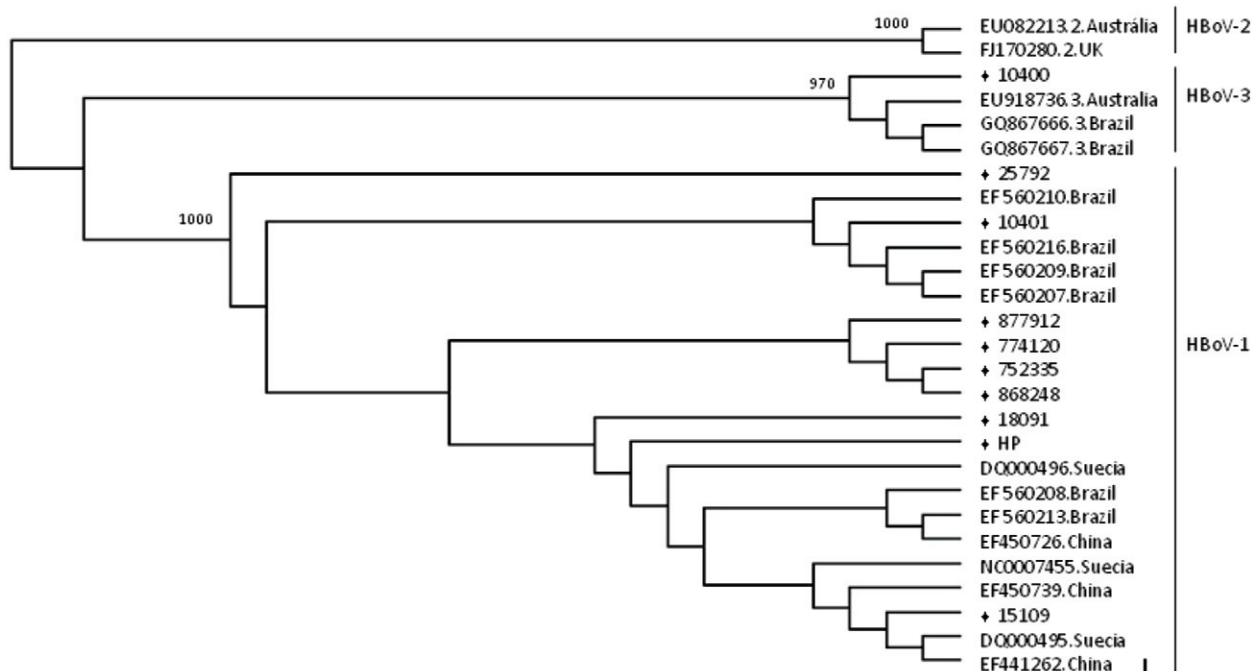 1000
EU082213.2.Austrália
HBoV-2
FJ170280.2.UK
970
♦ 10400
EU918736.3.Australia
HBoV-3
GQ867666.3.Brazil
GQ867667.3.Brazil
♦ 25792
EF560210.Brazil
1000
♦ 10401
EF560216.Brazil
EF560209.Brazil
EF560207.Brazil
♦ 877912
♦ 774120
HBoV-1
♦ 752335
♦ 868248
♦ 18091
♦ HP
DQ000496.Suecia
EF560208.Brazil
EF560213.Brazil
EF450726.China
NC0007455.Suecia
EF450739.China
♦ 15109
DQ000495.Suecia
EF441262.China